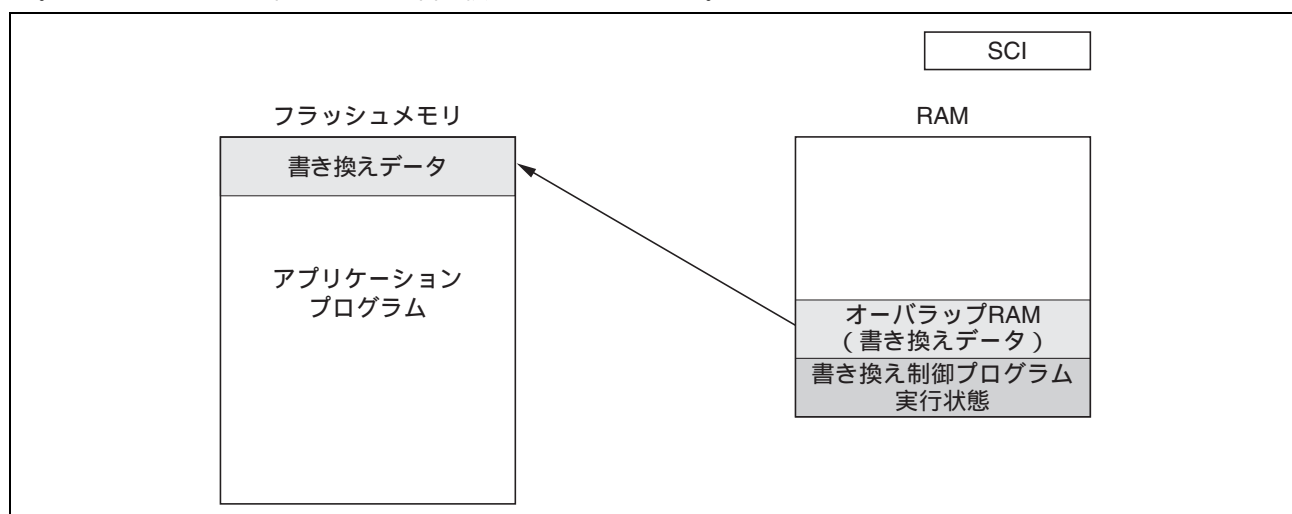 SCI
フラッシュメモリ
RAM
書き換えデータ
アプリケーション
プログラム
オーバラップRAM
（書き換えデータ）
書き換え制御プログラム
実行状態